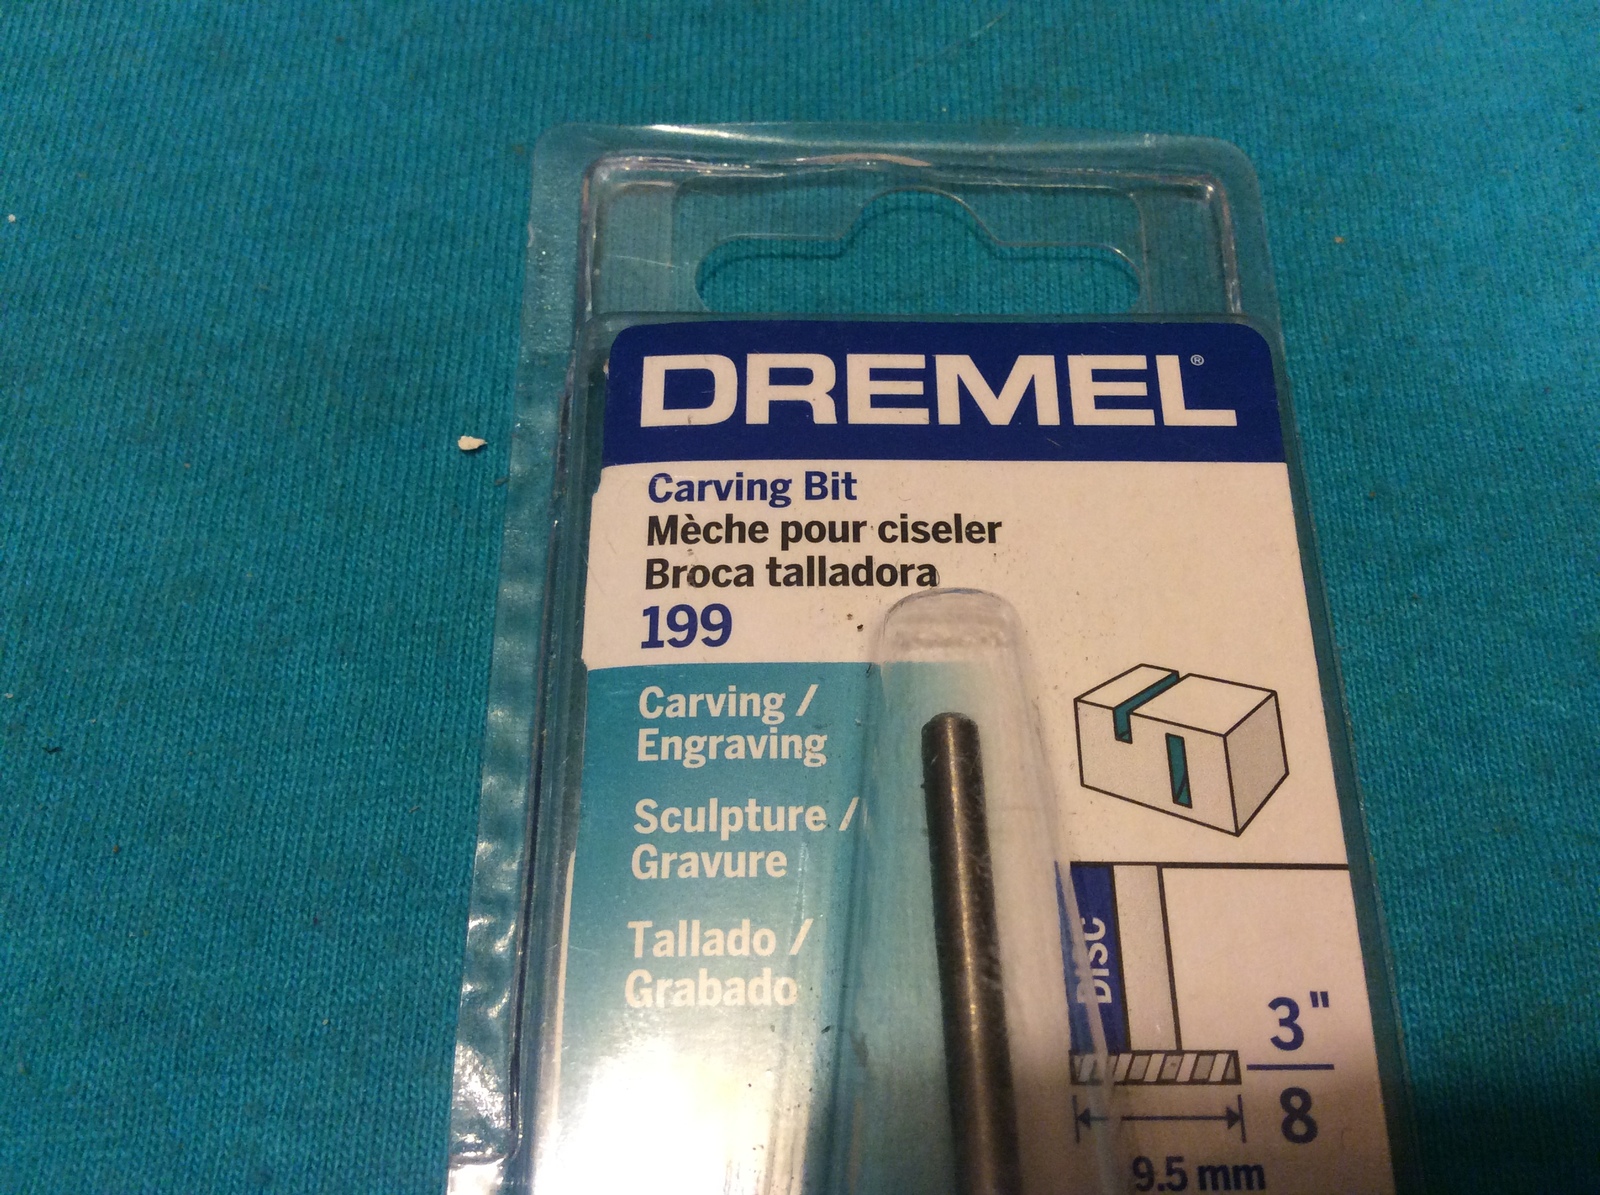 DREMEL®
Carving Bit
Mèche pour ciseler
Broca talladora
199
Carving /
Engraving
Sculpture /
Gravure
Tallado /
Grabado
DISC
3"
8
9.5 mm